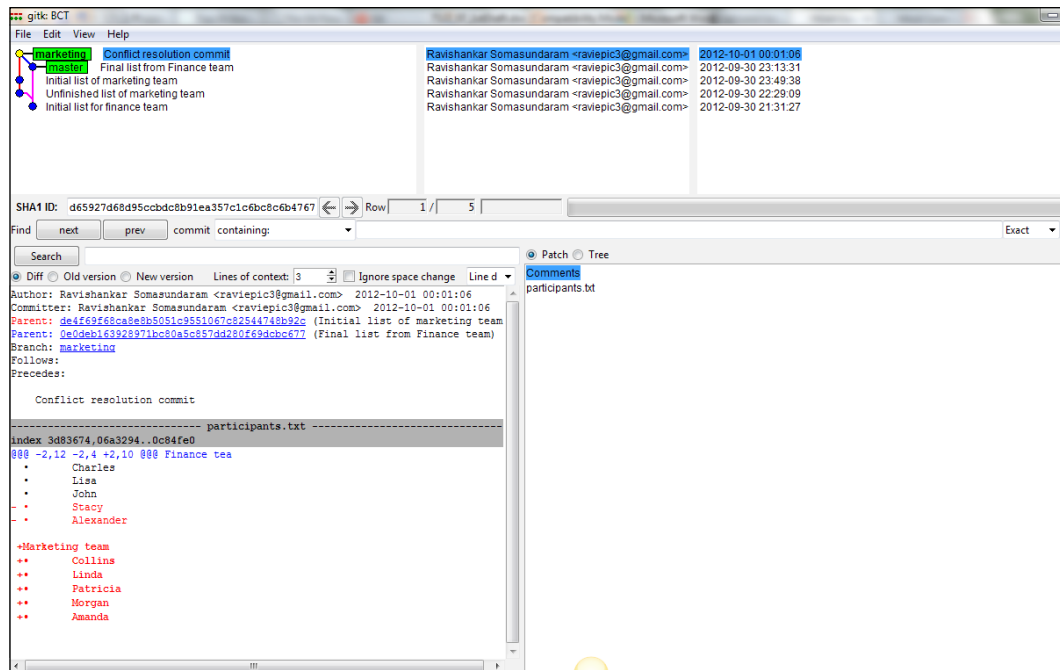 gitk: BCT
File Edit View Help
marketing Conflict resolution commit Ravishankar Somasundaram <raviepic3@gmail.com> 2012-10-01 00:01:06
master Final list from Finance team Ravishankar Somasundaram <raviepic3@gmail.com> 2012-09-30 23:13:31
Initial list of marketing team Ravishankar Somasundaram <raviepic3@gmail.com> 2012-09-30 23:49:38
Unfinished list of marketing team Ravishankar Somasundaram <raviepic3@gmail.com> 2012-09-30 22:29:09
Initial list for finance team Ravishankar Somasundaram <raviepic3@gmail.com> 2012-09-30 21:31:27
SHA1 ID: d65927d68d95ccbdc8b91ea357c1c6bc8c6b4767 Row 1 / 5
Find next prev commit containing: Exact
Search Patch Tree
Diff Old version New version Lines of context: 3 Ignore space change Line d
Comments
participants.txt
Author: Ravishankar Somasundaram <raviepic3@gmail.com> 2012-10-01 00:01:06
Committer: Ravishankar Somasundaram <raviepic3@gmail.com> 2012-10-01 00:01:06
Parent: de4f69f68ca8e8b5051c9551067c82544748b92c (Initial list of marketing team
Parent: 0e0deb163928971bc80a5c857dd280f69dcbc677 (Final list from Finance team)
Branch: marketing
Follows:
Precedes:
Conflict resolution commit
participants.txt
index 3d83674,06a3294..0c84fe0
@@@ -2,12 -2,4 +2,10 @@@ Finance tea
• Charles
• Lisa
• John
- • Stacy
- • Alexander
+Marketing team
+• Collins
+• Linda
+• Patricia
+• Morgan
+• Amanda